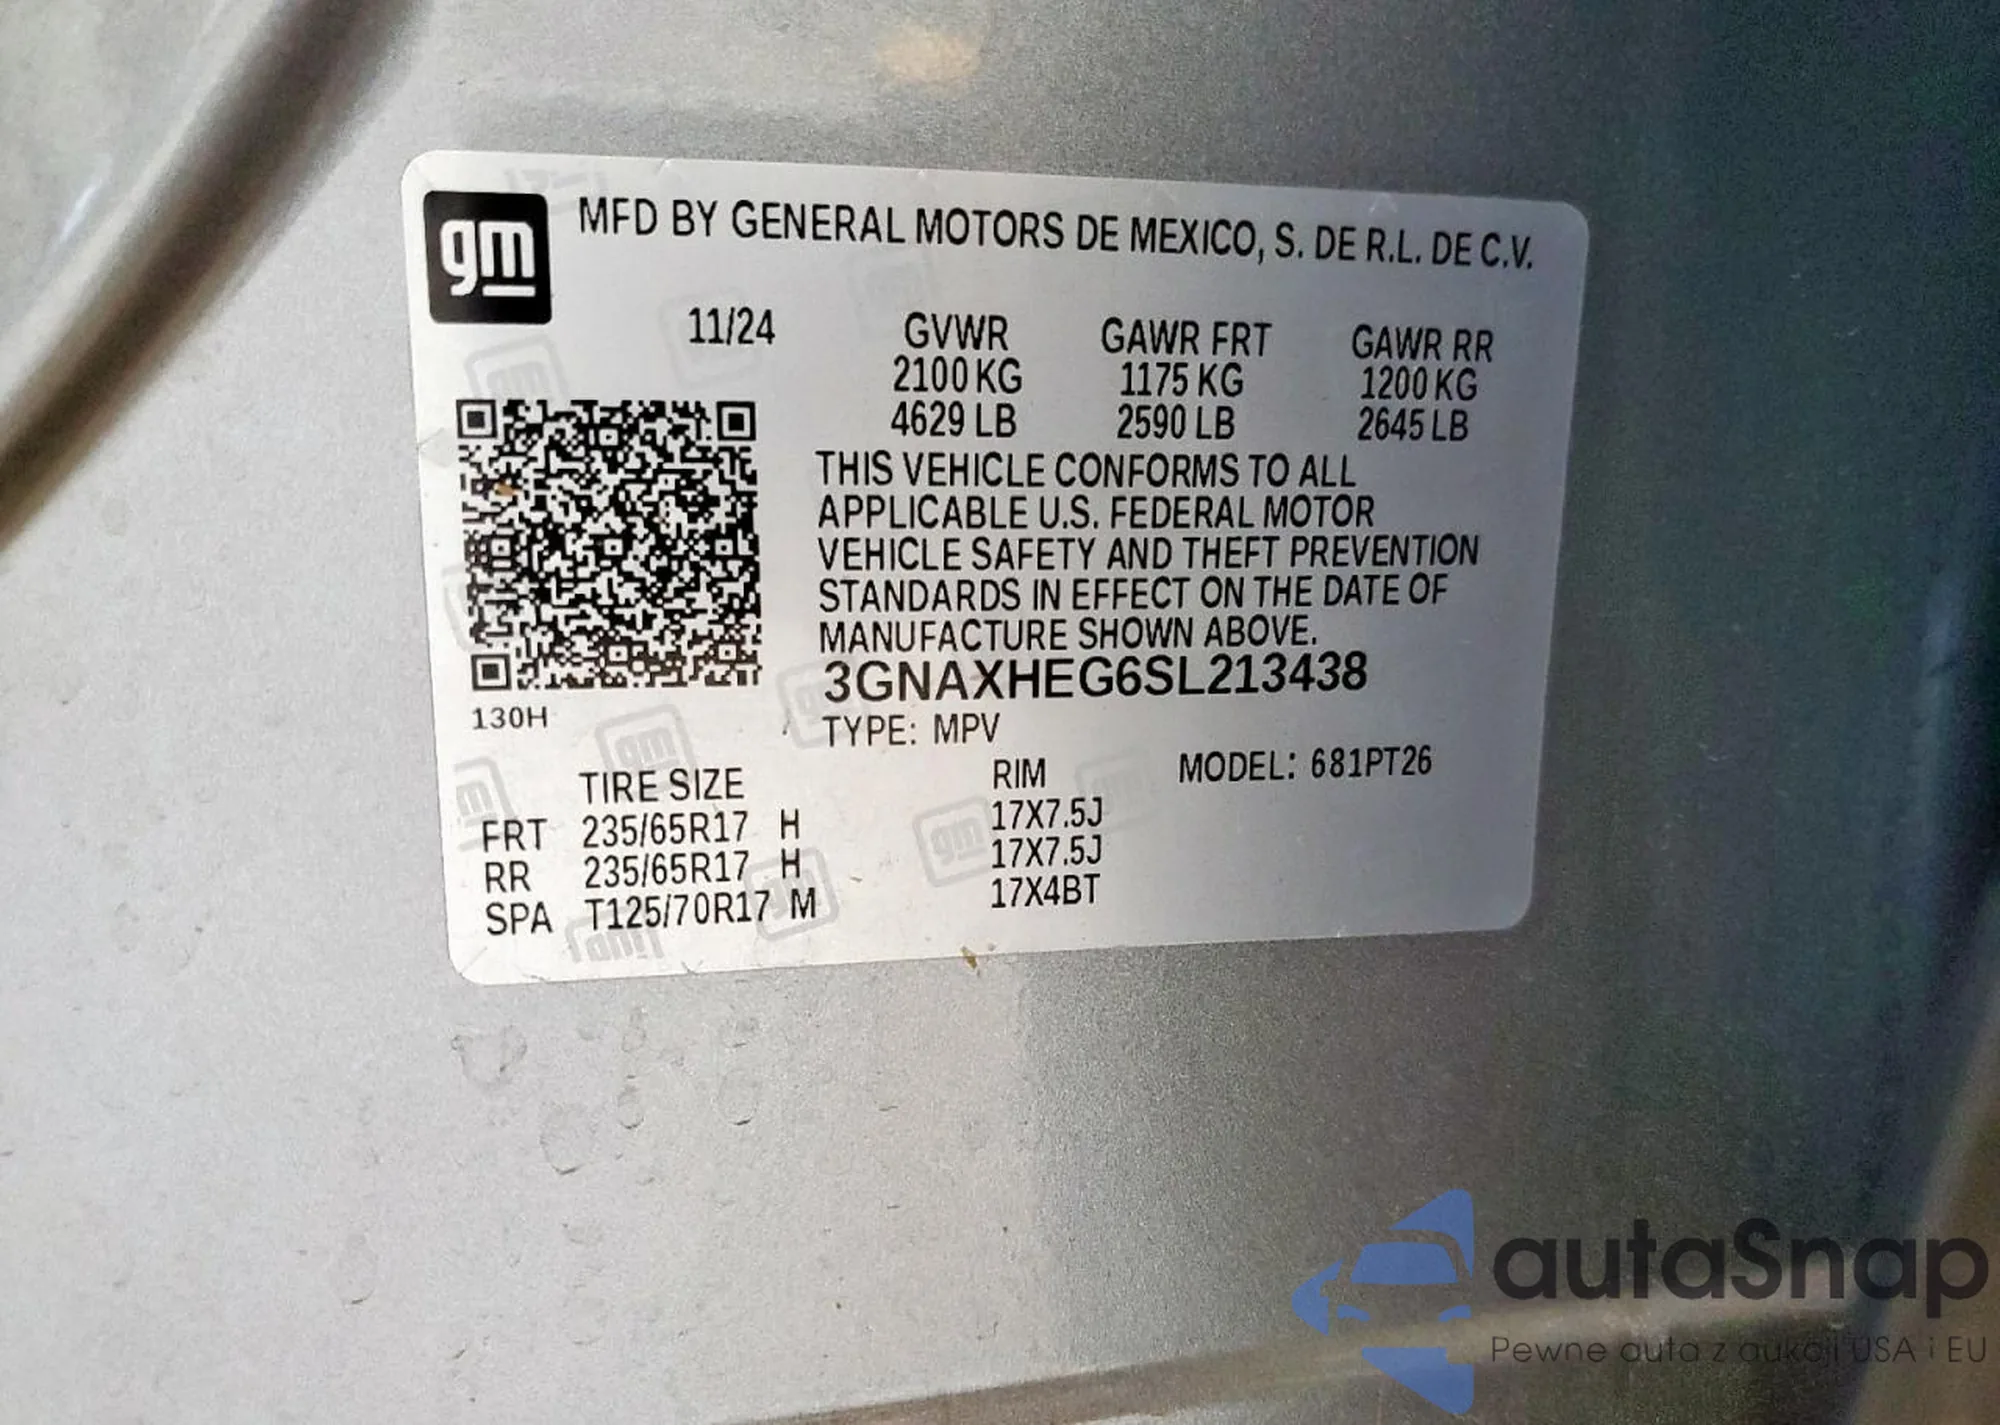 gm
MFD BY GENERAL MOTORS DE MEXICO, S. DE R.L. DE C.V.
11/24 GVWR GAWR FRT GAWR RR
2100 KG 1175 KG 1200 KG
4629 LB 2590 LB 2645 LB
THIS VEHICLE CONFORMS TO ALL
APPLICABLE U.S. FEDERAL MOTOR
VEHICLE SAFETY AND THEFT PREVENTION
STANDARDS IN EFFECT ON THE DATE OF
MANUFACTURE SHOWN ABOVE.
3GNAXHEG6SL213438
130H
TYPE: MPV
TIRE SIZE RIM MODEL: 681PT26
FRT 235/65R17 H 17X7.5J
RR 235/65R17 H 17X7.5J
SPA T125/70R17 M 17X4BT
autaSnap
Pewne auta z aukcji USA i EU